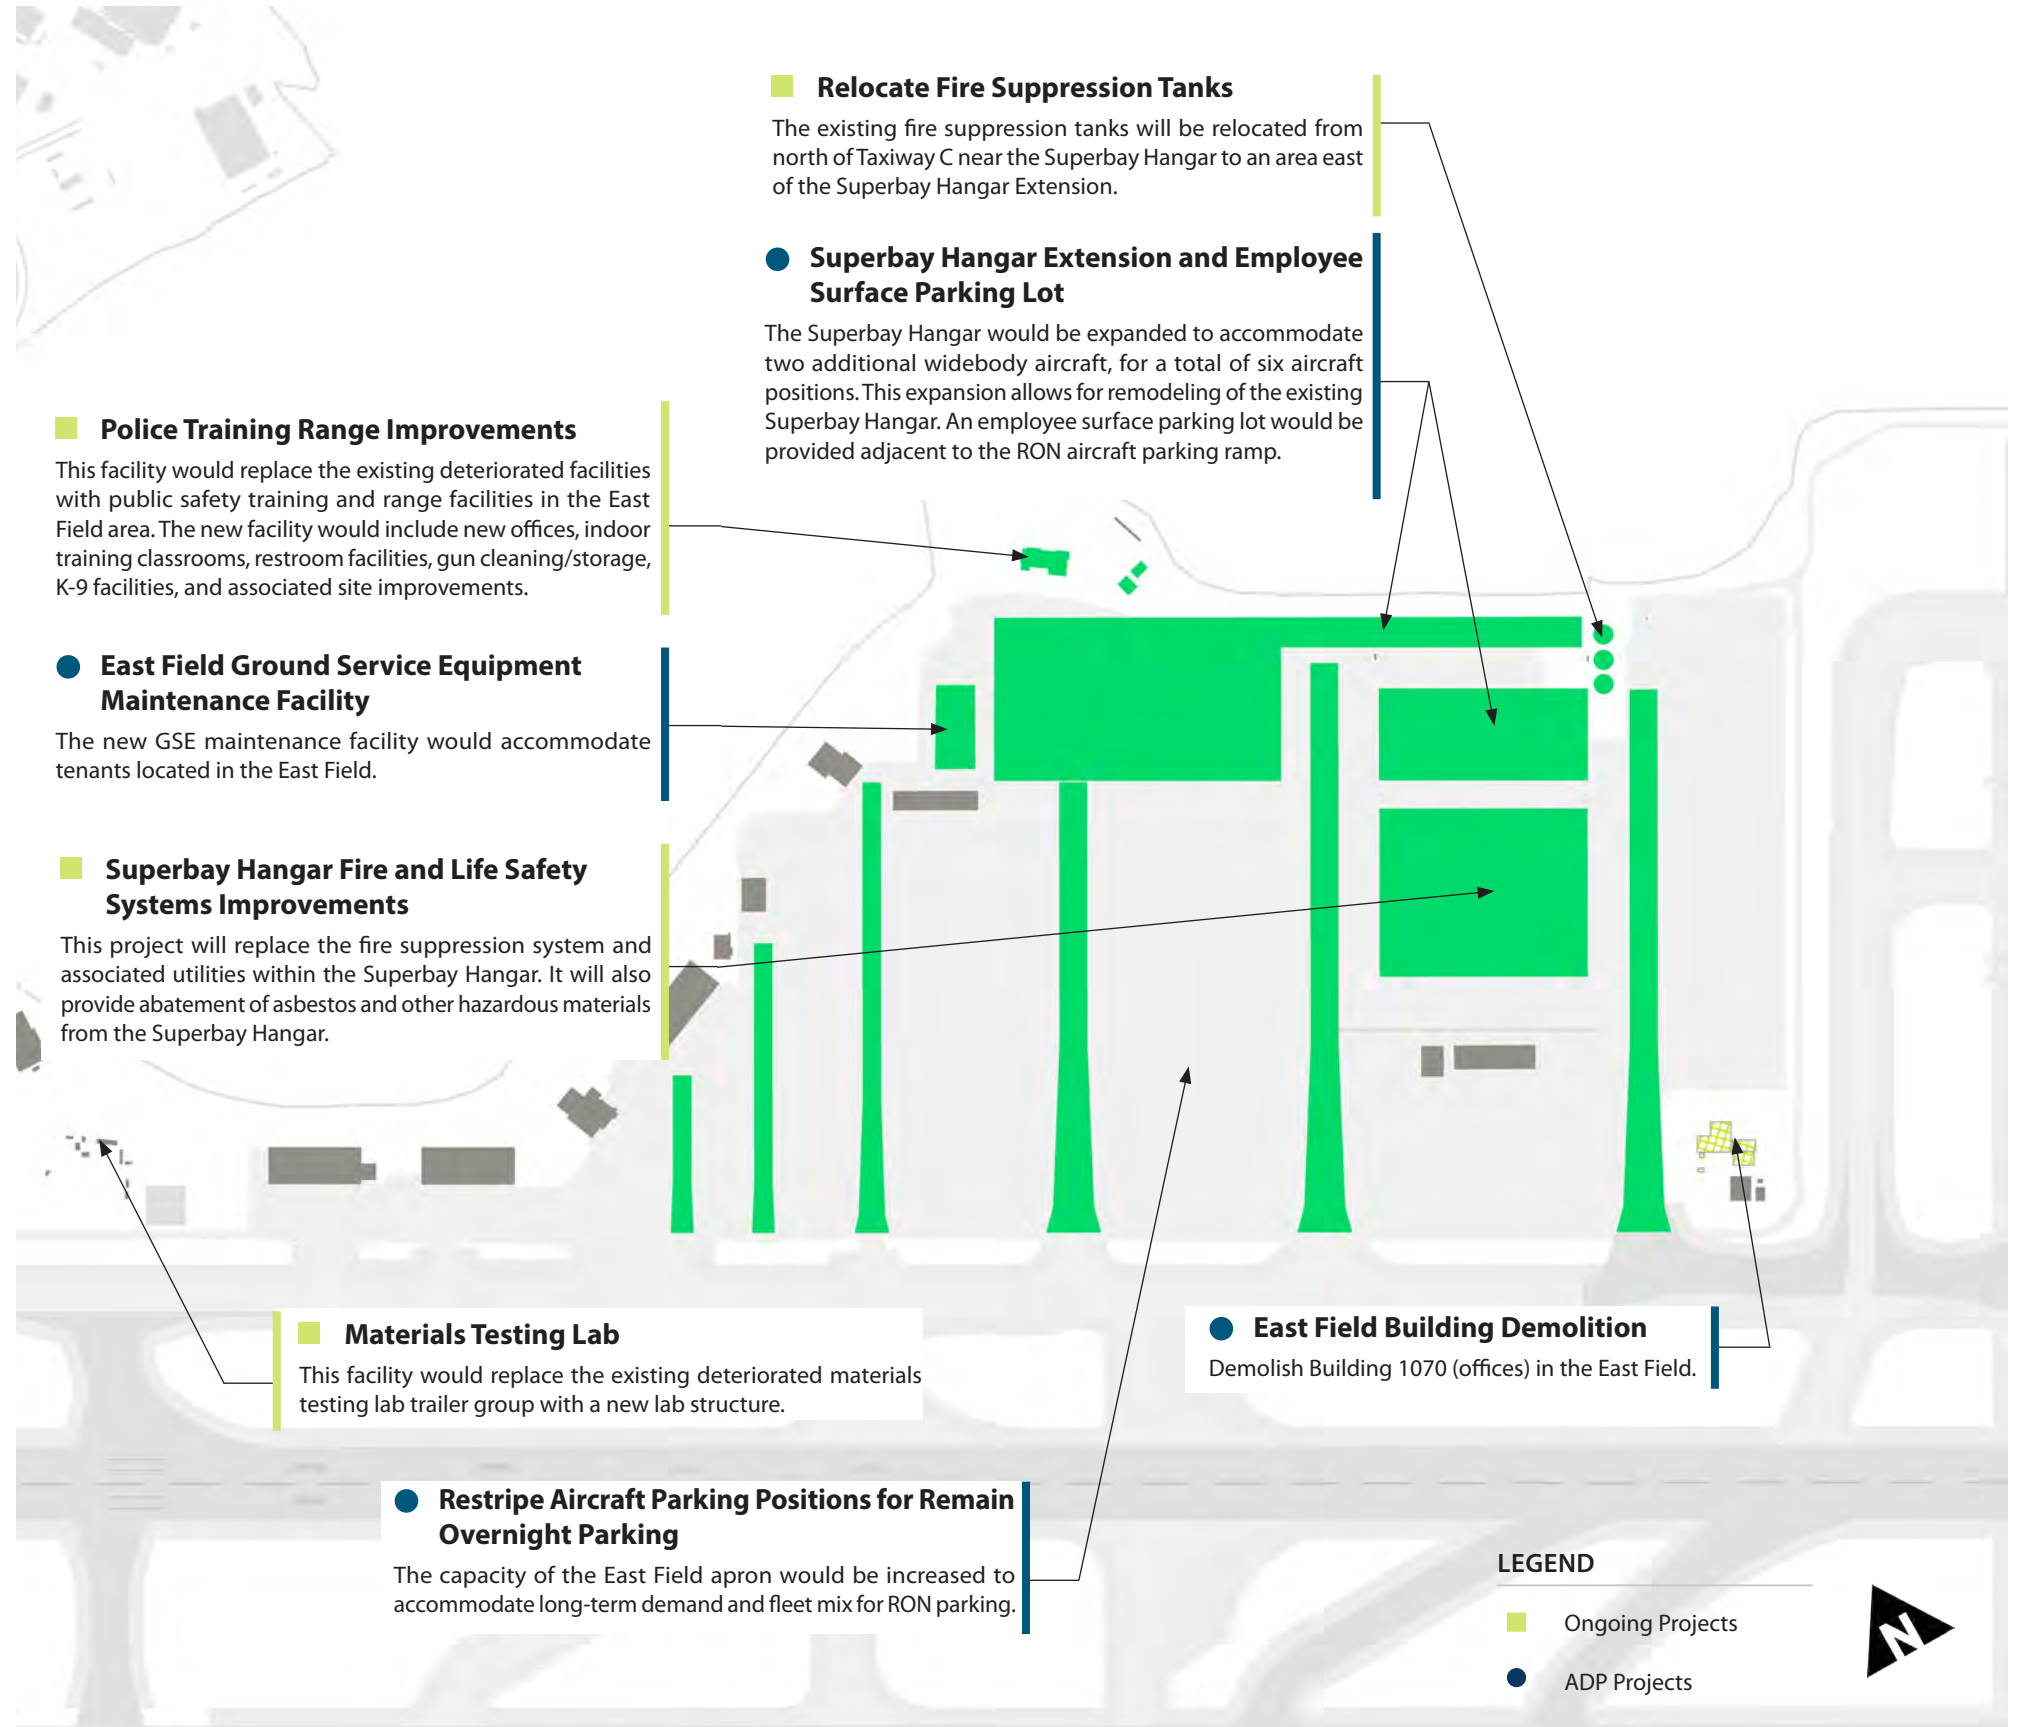 Relocate Fire Suppression Tanks
The existing fire suppression tanks will be relocated from
north of Taxiway C near the Superbay Hangar to an area east
of the Superbay Hangar Extension.
Superbay Hangar Extension and Employee
Surface Parking Lot
The Superbay Hangar would be expanded to accommodate
two additional widebody aircraft, for a total of six aircraft
positions. This expansion allows for remodeling of the existing
Superbay Hangar. An employee surface parking lot would be
provided adjacent to the RON aircraft parking ramp.
Police Training Range Improvements
This facility would replace the existing deteriorated facilities
with public safety training and range facilities in the East
Field area. The new facility would include new offices, indoor
training classrooms, restroom facilities, gun cleaning/storage,
K-9 facilities, and associated site improvements.
East Field Ground Service Equipment
Maintenance Facility
The new GSE maintenance facility would accommodate
tenants located in the East Field.
Superbay Hangar Fire and Life Safety
Systems Improvements
This project will replace the fire suppression system and
associated utilities within the Superbay Hangar. It will also
provide abatement of asbestos and other hazardous materials
from the Superbay Hangar.
Materials Testing Lab
This facility would replace the existing deteriorated materials
testing lab trailer group with a new lab structure.
East Field Building Demolition
Demolish Building 1070 (offices) in the East Field.
Restripe Aircraft Parking Positions for Remain
Overnight Parking
The capacity of the East Field apron would be increased to
accommodate long-term demand and fleet mix for RON parking.
LEGEND
Ongoing Projects
ADP Projects
N